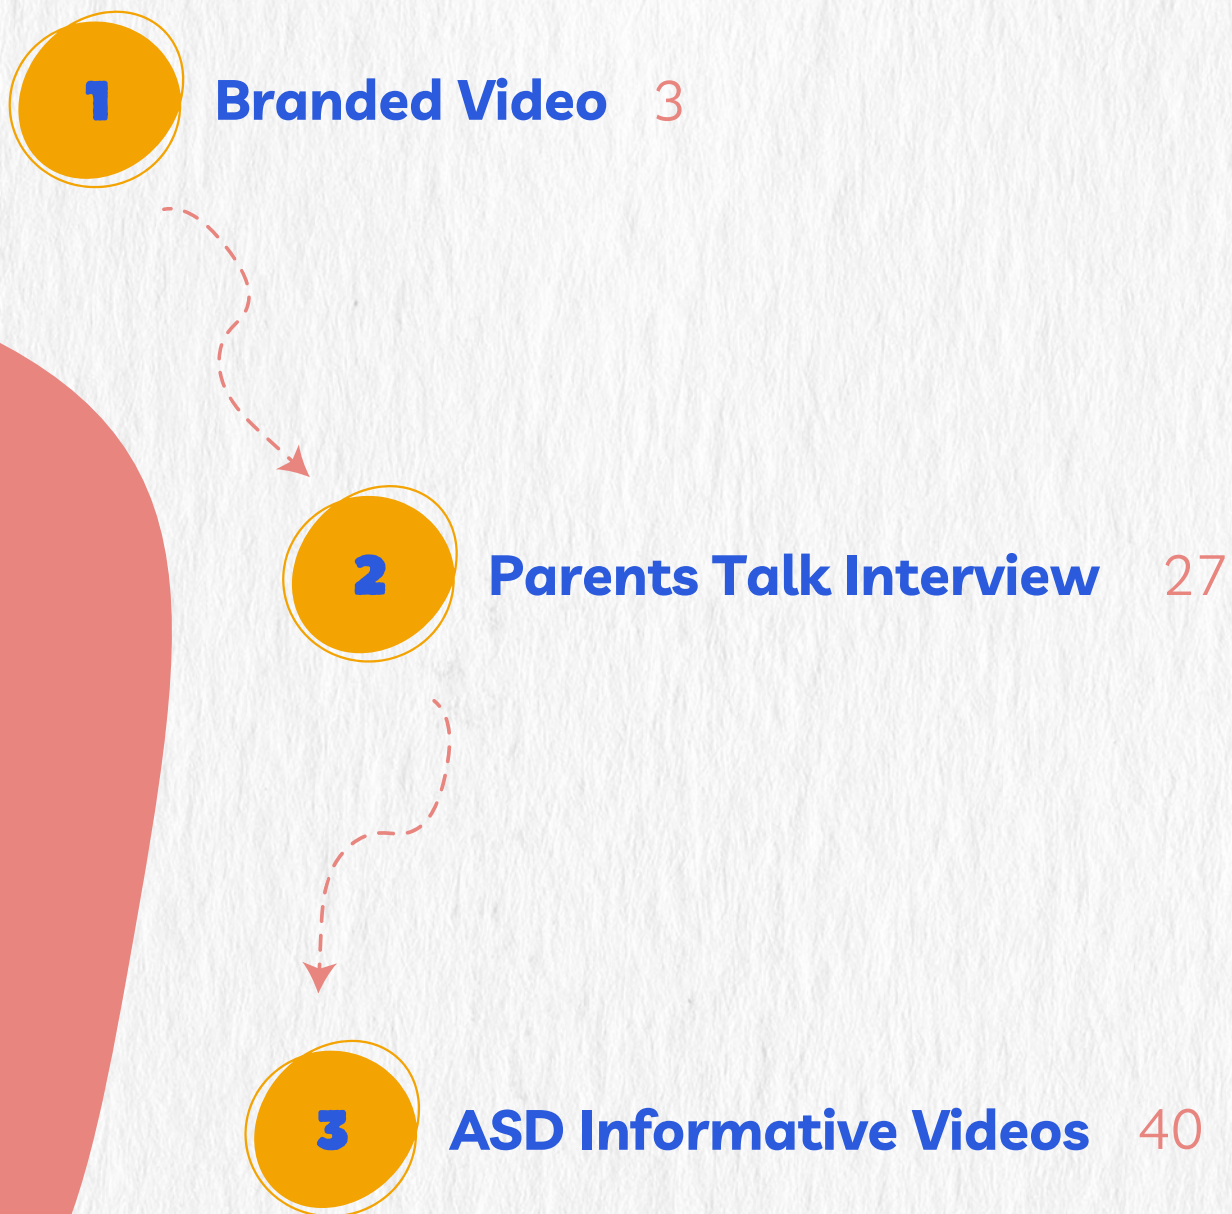 1 Branded Video 3
2 Parents Talk Interview 27
3 ASD Informative Videos 40